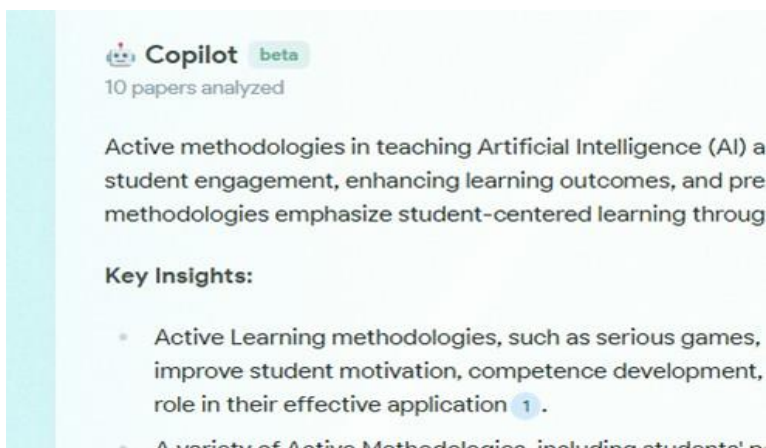 Copilot beta
10 papers analyzed
Active methodologies in teaching Artificial Intelligence (AI) a
student engagement, enhancing learning outcomes, and pre
methodologies emphasize student-centered learning throug
Key Insights:
Active Learning methodologies, such as serious games,
improve student motivation, competence development,
role in their effective application 1.
A variety of Active Methodologies, including students'